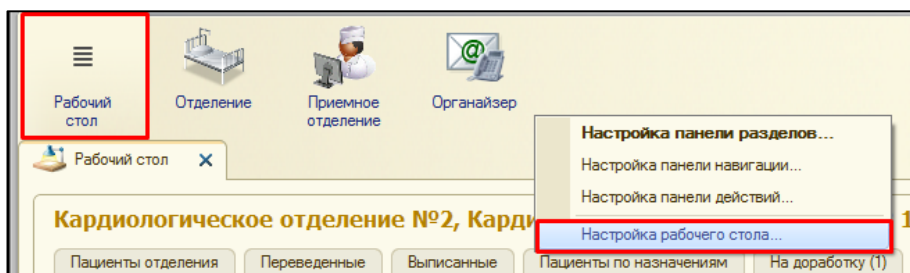 Рабочий стол
Отделение
Приемное отделение
Органайзер
Рабочий стол
Настройка панели разделов...
Настройка панели навигации...
Настройка панели действий...
Настройка рабочего стола...
Кардиологическое отделение №2,
Пациенты отделения
Переведенные
Выписанные
Пациенты по назначениям
На доработку (1)